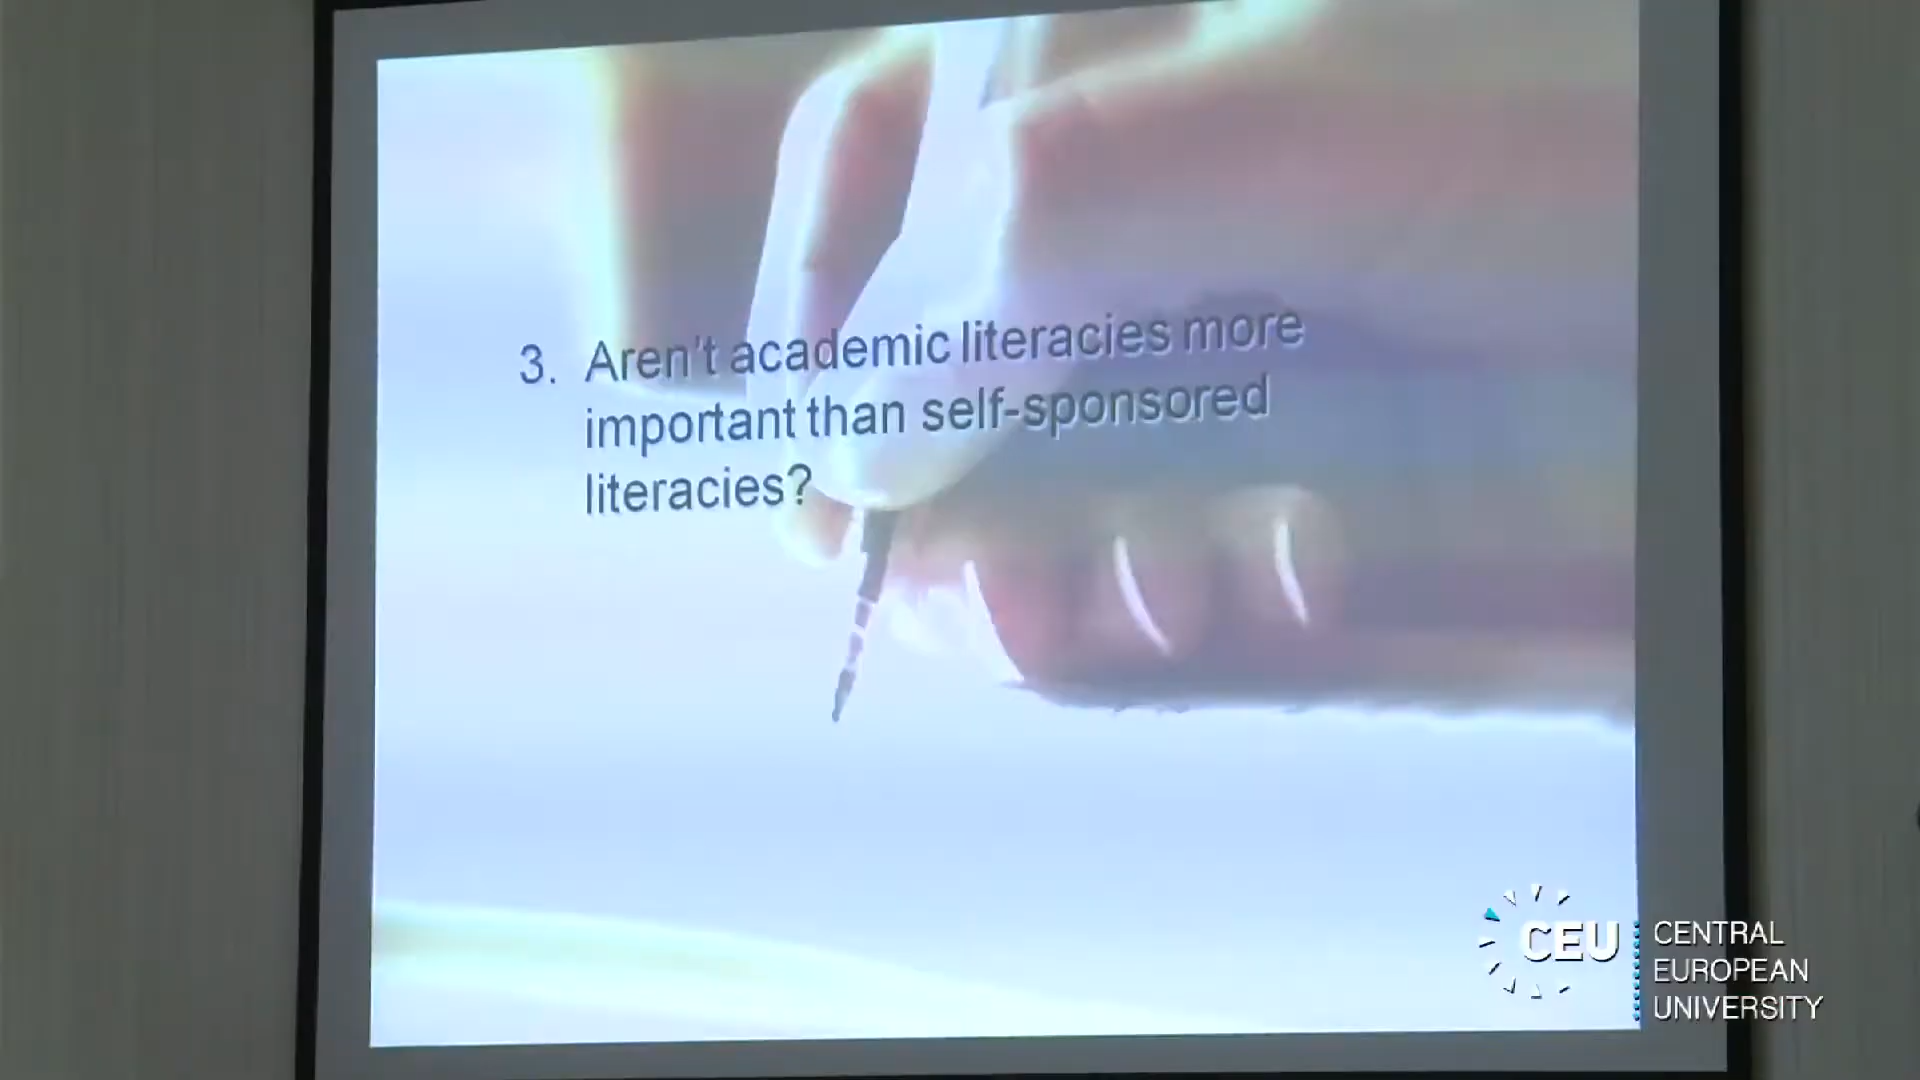 3. Aren't academic literacies more
important than self-sponsored
literacies?
CEU
CENTRAL
EUROPEAN
UNIVERSITY